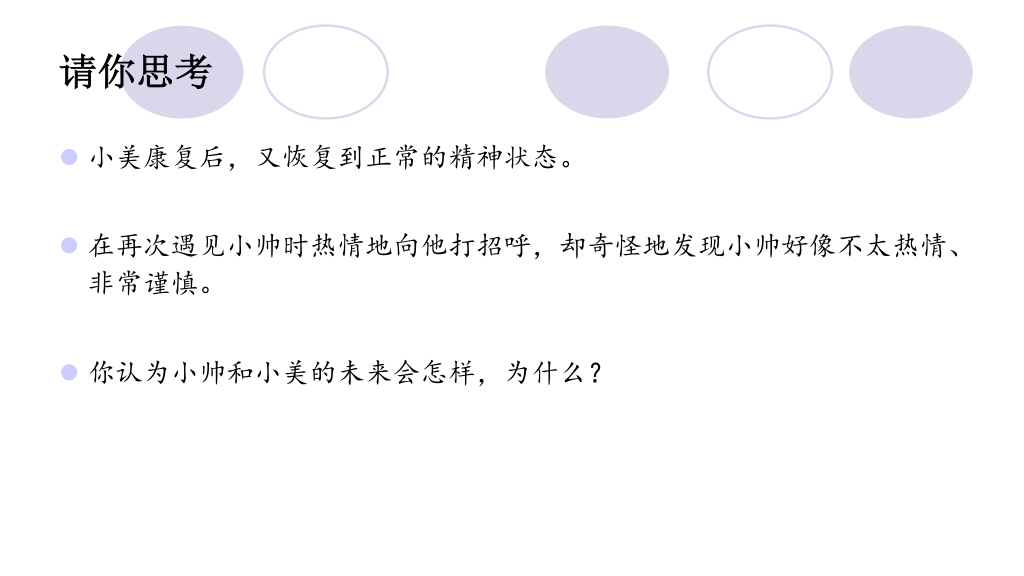 请你思考
小美康复后，又恢复到正常的精神状态。
在再次遇见小帅时热情地向他打招呼，却奇怪地发现小帅好像不太热情、
非常谨慎。
你认为小帅和小美的未来会怎样，为什么？